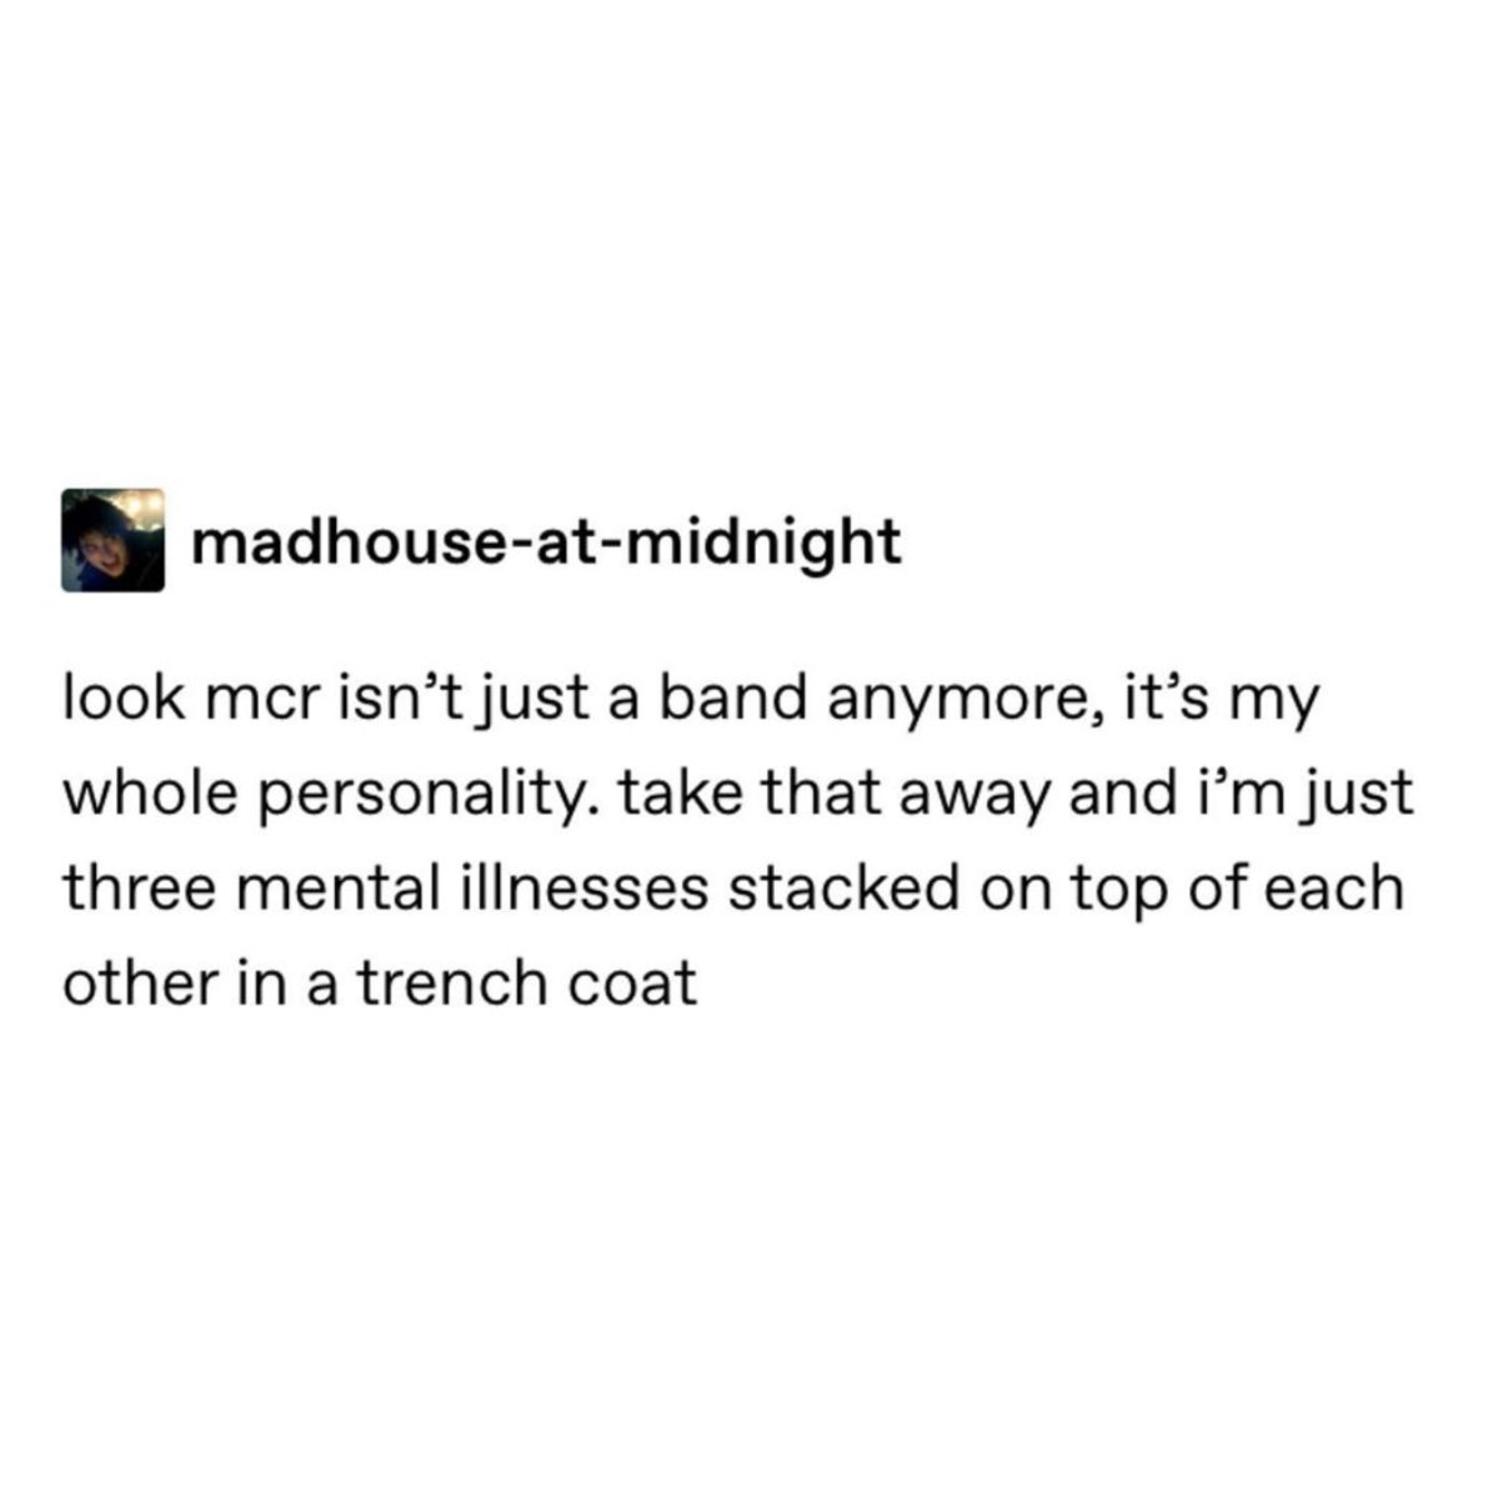 madhouse-at-midnight
look mcr isn’t just a band anymore, it’s my
whole personality. take that away and i’m just
three mental illnesses stacked on top of each
other in a trench coat